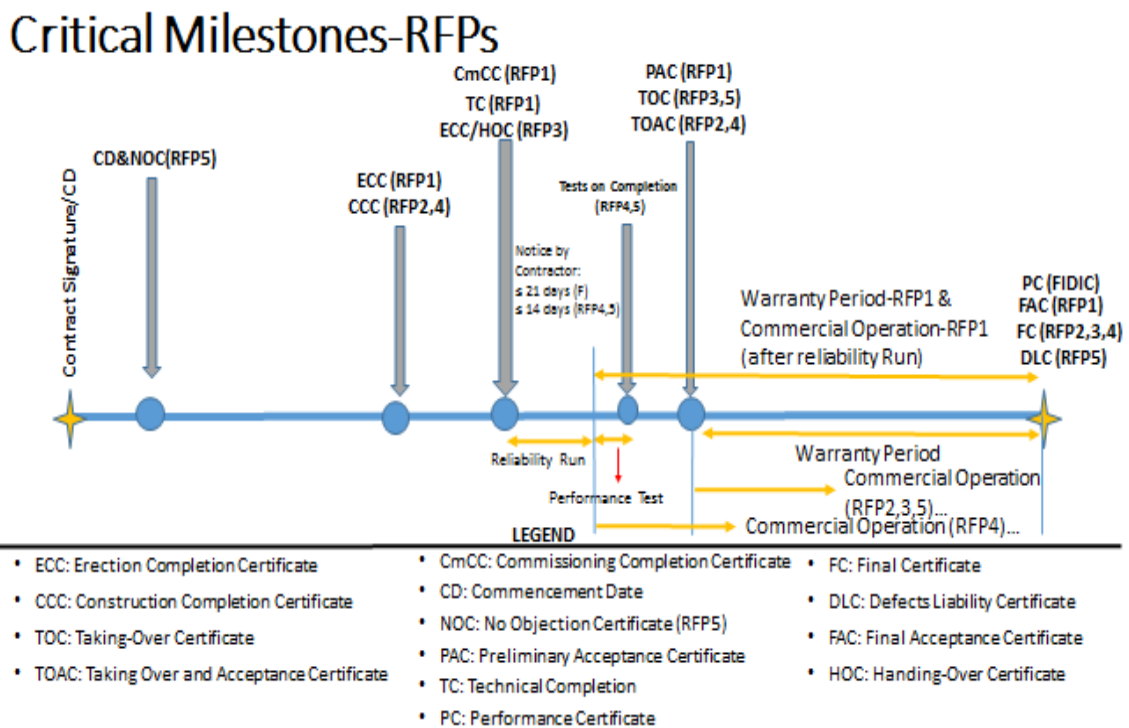 Critical Milestones-RFPs
CmCC (RFP1)
TC (RFP1)
ECC/HOC (RFP3)
PAC (RFP1)
TOC (RFP3,5)
TOAC (RFP2,4)
CD&NOC(RFP5)
ECC (RFP1)
CCC (RFP2,4)
Tests on Completion
(RFP4,5)
Contract Signature/CD
Notice by
Contractor:
≤ 21 days (F)
≤ 14 days (RFP4,5)
Warranty Period-RFP1 &
Commercial Operation-RFP1
(after reliability Run)
PC (FIDIC)
FAC (RFP1)
FC (RFP2,3,4)
DLC (RFP5)
Reliability Run
Performance Test
Warranty Period
Commercial Operation
(RFP2,3,5)...
Commercial Operation (RFP4)...
LEGEND
• ECC: Erection Completion Certificate
• CCC: Construction Completion Certificate
• TOC: Taking-Over Certificate
• TOAC: Taking Over and Acceptance Certificate
• CmCC: Commissioning Completion Certificate
• CD: Commencement Date
• NOC: No Objection Certificate (RFP5)
• PAC: Preliminary Acceptance Certificate
• TC: Technical Completion
• PC: Performance Certificate
• FC: Final Certificate
• DLC: Defects Liability Certificate
• FAC: Final Acceptance Certificate
• HOC: Handing-Over Certificate